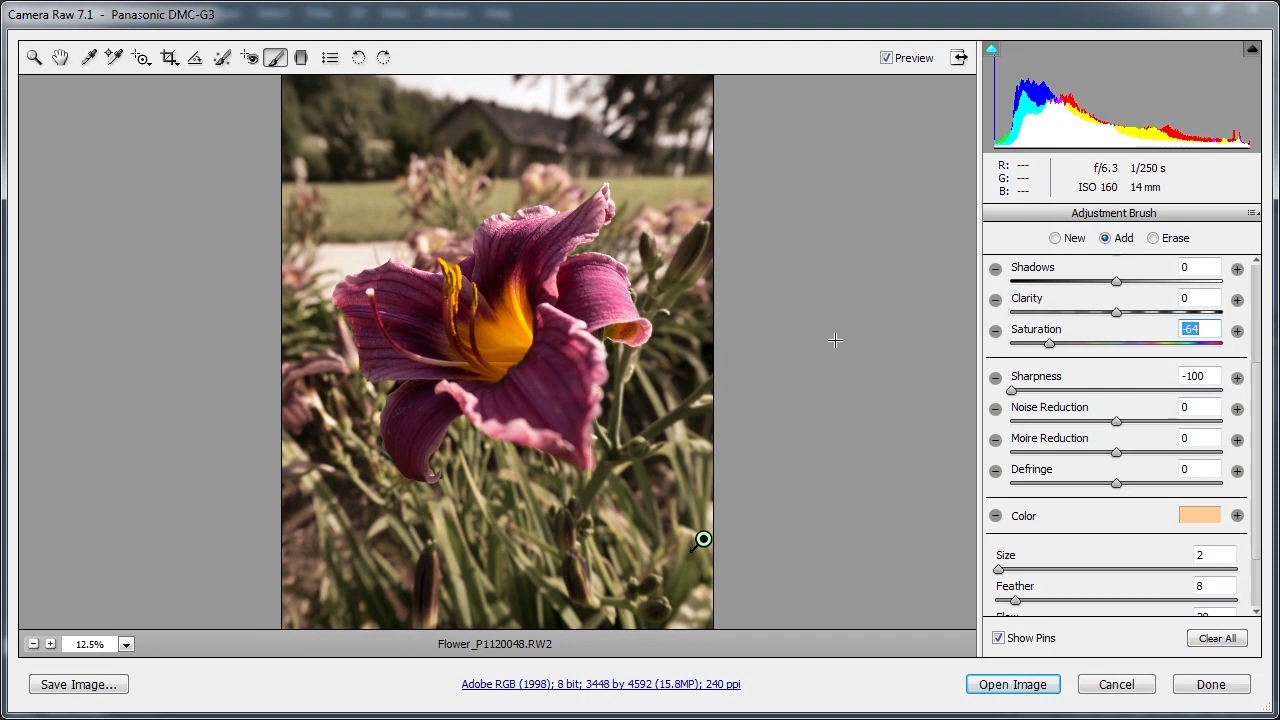 Camera Raw 7.1 - Panasonic DMC-G3
Preview
R: ---
G: ---
B: ---
f/6.3 1/250 s
ISO 160 14 mm
Adjustment Brush
New Add Erase
Shadows 0
Clarity 0
Saturation -64
Sharpness -100
Noise Reduction 0
Moire Reduction 0
Defringe 0
Color
Size 2
Feather 8
Show Pins Clear All
12.5% Flower_P1120048.RW2
Save Image... Adobe RGB (1998); 8 bit; 3448 by 4592 (15.8MP); 240 ppi Open Image Cancel Done